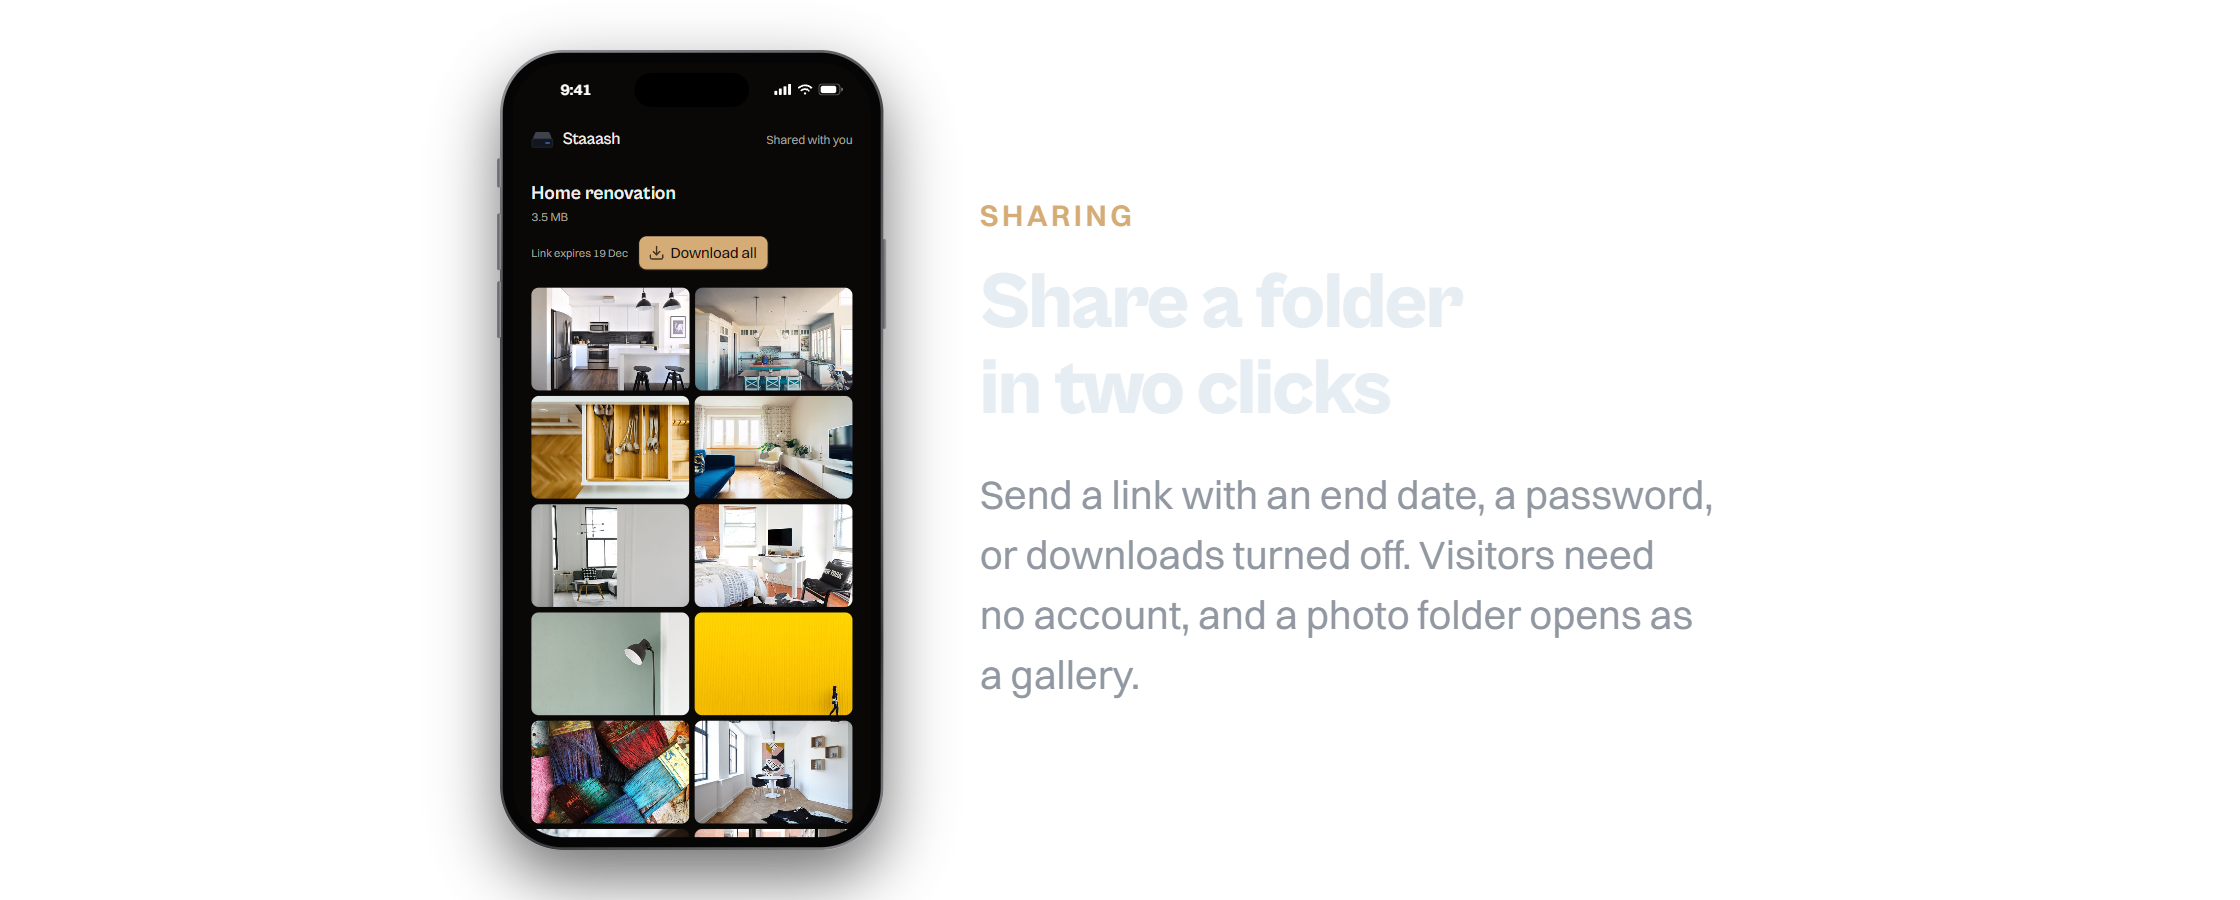 9:41
Staaash
Shared with you
Home renovation
3.5 MB
Link expires 19 Dec
Download all
SHARING
Share a folder
in two clicks
Send a link with an end date, a password,
or downloads turned off. Visitors need
no account, and a photo folder opens as
a gallery.